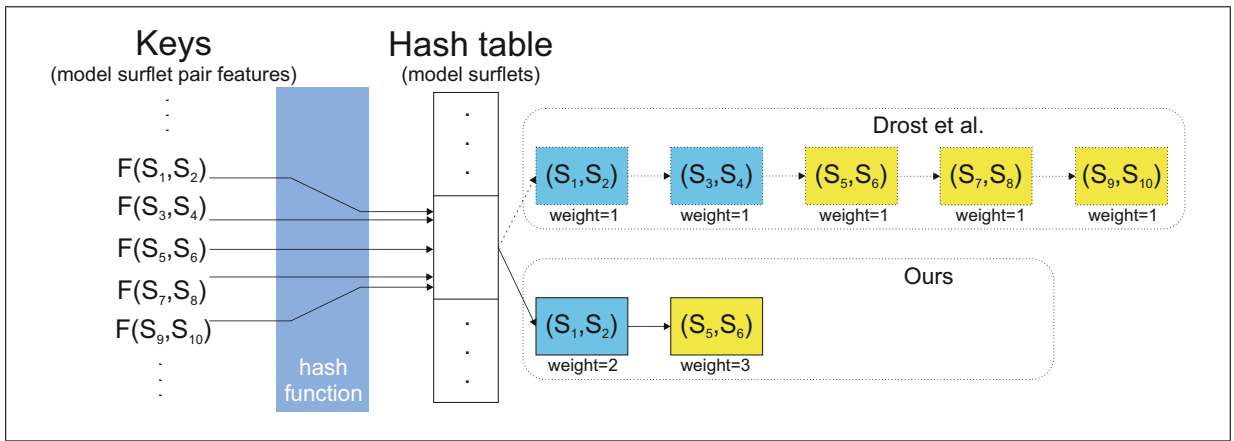 Keys
(model surflet pair features)
Hash table
(model surflets)
F(S₁,S₂)
F(S₃,S₄)
F(S₅,S₆)
F(S₇,S₈)
F(S₉,S₁₀)
hash
function
Drost et al.
(S₁,S₂) (S₃,S₄) (S₅,S₆) (S₇,S₈) (S₉,S₁₀)
weight=1 weight=1 weight=1 weight=1 weight=1
Ours
(S₁,S₂) (S₅,S₆)
weight=2 weight=3